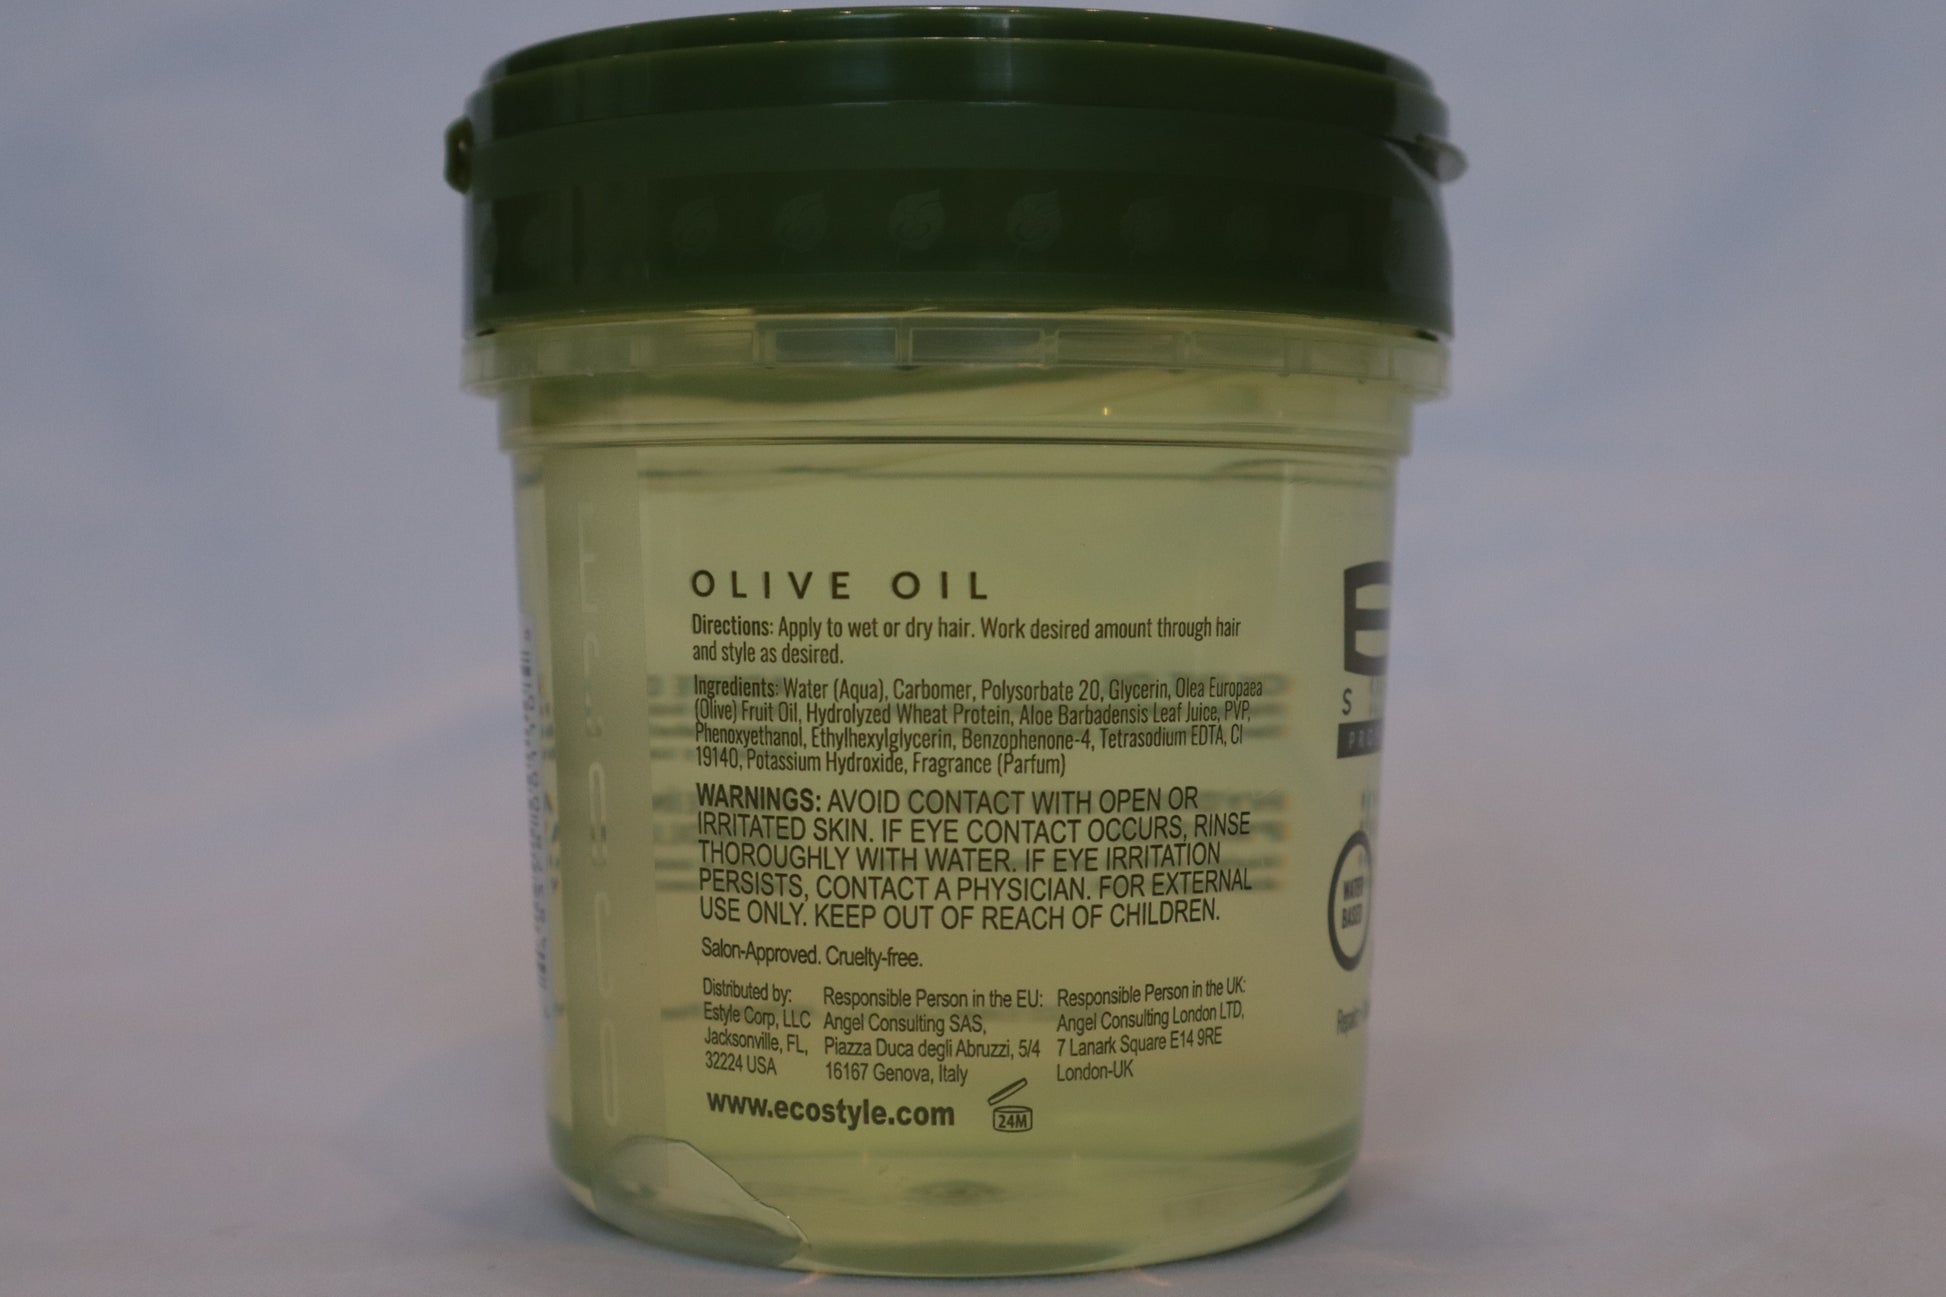 OLIVE OIL
Directions: Apply to wet or dry hair. Work desired amount through hair
and style as desired.
Ingredients: Water (Aqua), Carbomer, Polysorbate 20, Glycerin, Olea Europaea
(Olive) Fruit Oil, Hydrolyzed Wheat Protein, Aloe Barbadensis Leaf Juice, PVP,
Phenoxyethanol, Ethylhexylglycerin, Benzophenone-4, Tetrasodium EDTA, CI
19140, Potassium Hydroxide, Fragrance (Parfum)
WARNINGS: AVOID CONTACT WITH OPEN OR
IRRITATED SKIN. IF EYE CONTACT OCCURS, RINSE
THOROUGHLY WITH WATER. IF EYE IRRITATION
PERSISTS, CONTACT A PHYSICIAN. FOR EXTERNAL
USE ONLY. KEEP OUT OF REACH OF CHILDREN.
Salon-Approved. Cruelty-free.
Distributed by:
Estyle Corp, LLC
Jacksonville, FL,
32224 USA
Responsible Person in the EU:
Angel Consulting SAS,
Piazza Duca degli Abruzzi, 5/4
16167 Genova, Italy
Responsible Person in the UK:
Angel Consulting London LTD,
7 Lanark Square E14 9RE
London-UK
www.ecostyle.com
24M
WATER
BASED